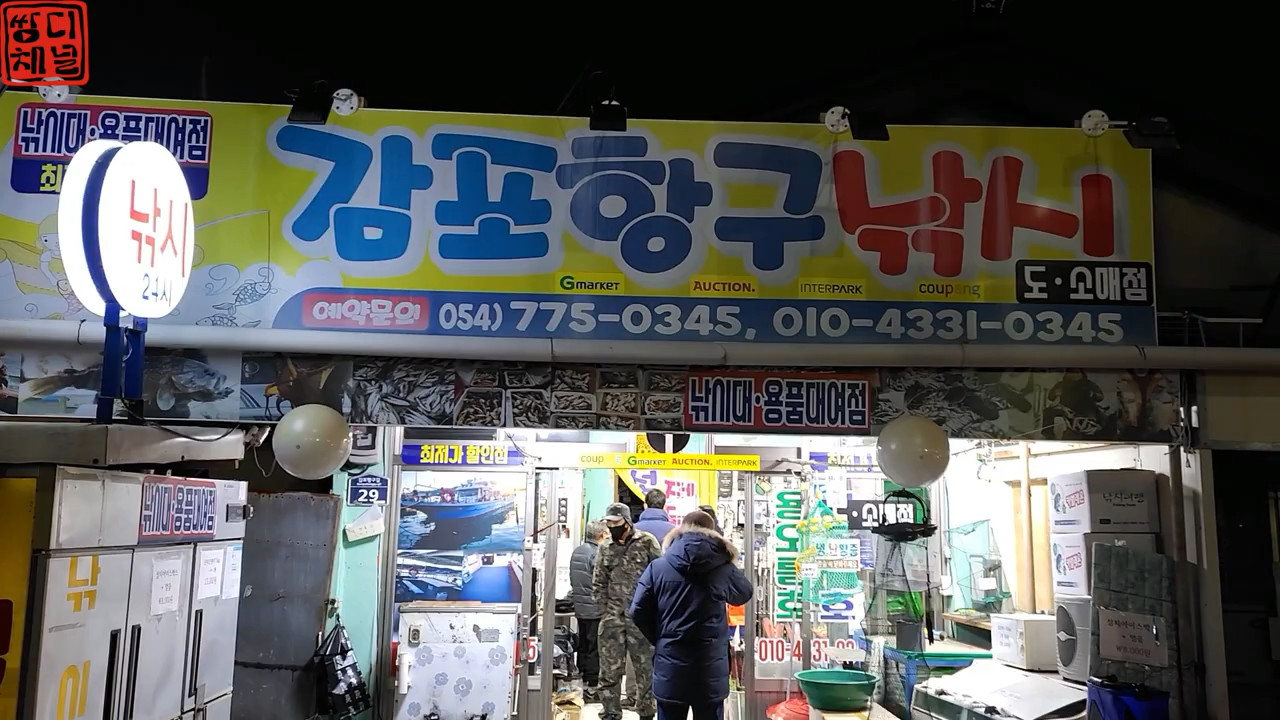 쌍디
채널
낚시대·용품대여점
최
낚시
24시
감포항구낚시
도·소매점
Gmarket AUCTION. INTERPARK coupang
예약문의 054) 775-0345, 010-4331-0345
낚시대·용품대여점
최저가 할인점
Gmarket AUCTION. INTERPARK
29
낚시대·용품대여점
낚
소매점
010-4331-03